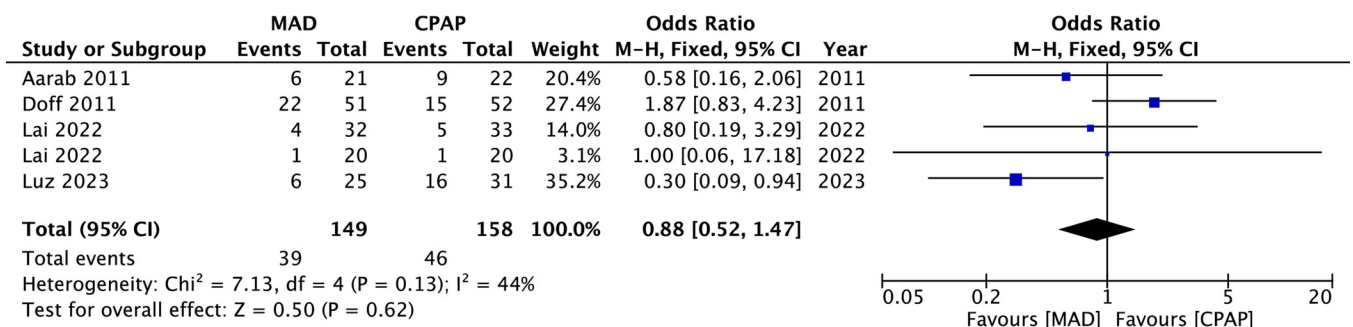 MAD CPAP Odds Ratio Odds Ratio
Study or Subgroup Events Total Events Total Weight M-H, Fixed, 95% CI Year M-H, Fixed, 95% CI
Aarab 2011 6 21 9 22 20.4% 0.58 [0.16, 2.06] 2011
Doff 2011 22 51 15 52 27.4% 1.87 [0.83, 4.23] 2011
Lai 2022 4 32 5 33 14.0% 0.80 [0.19, 3.29] 2022
Lai 2022 1 20 1 20 3.1% 1.00 [0.06, 17.18] 2022
Luz 2023 6 25 16 31 35.2% 0.30 [0.09, 0.94] 2023
Total (95% CI) 149 158 100.0% 0.88 [0.52, 1.47]
Total events 39 46
Heterogeneity: Chi² = 7.13, df = 4 (P = 0.13); I² = 44%
Test for overall effect: Z = 0.50 (P = 0.62)
0.05 0.2 1 5 20
Favours [MAD] Favours [CPAP]